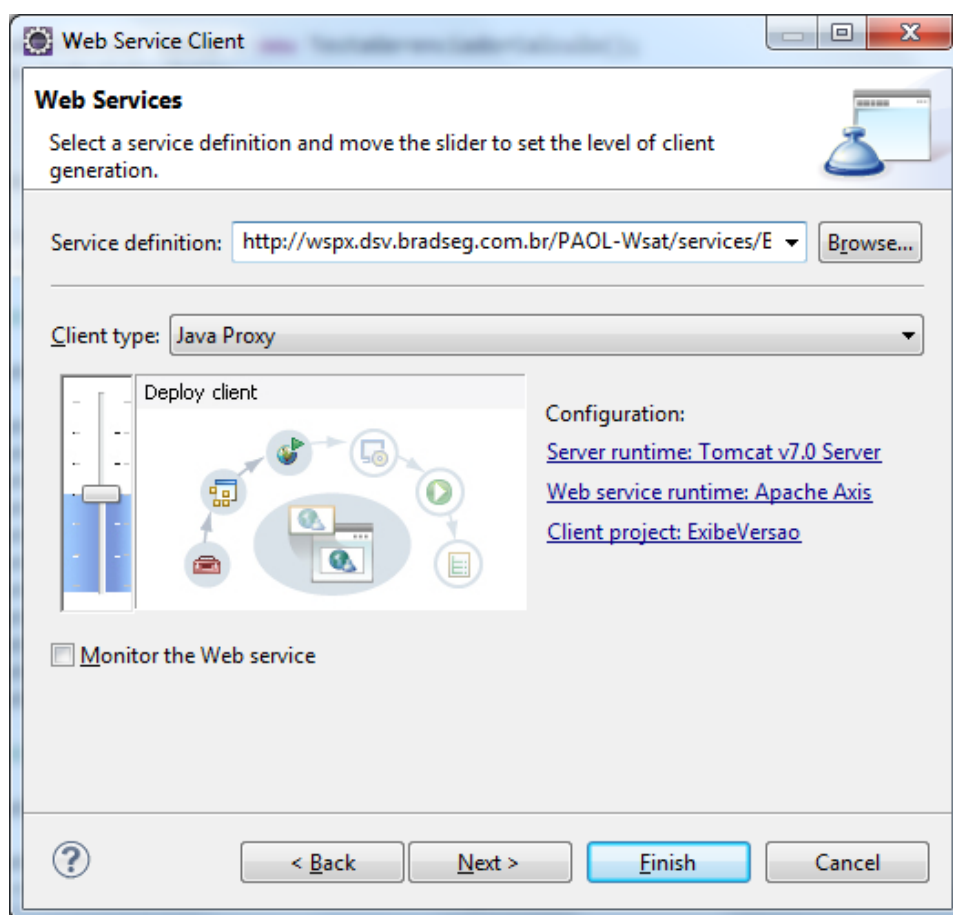 Web Service Client
Web Services
Select a service definition and move the slider to set the level of client
generation.
Service definition: http://wspx.dsv.bradseg.com.br/PAOL-Wsat/services/E Browse...
Client type: Java Proxy
Deploy client
Configuration:
Server runtime: Tomcat v7.0 Server
Web service runtime: Apache Axis
Client project: ExibeVersao
Monitor the Web service
? < Back Next > Finish Cancel